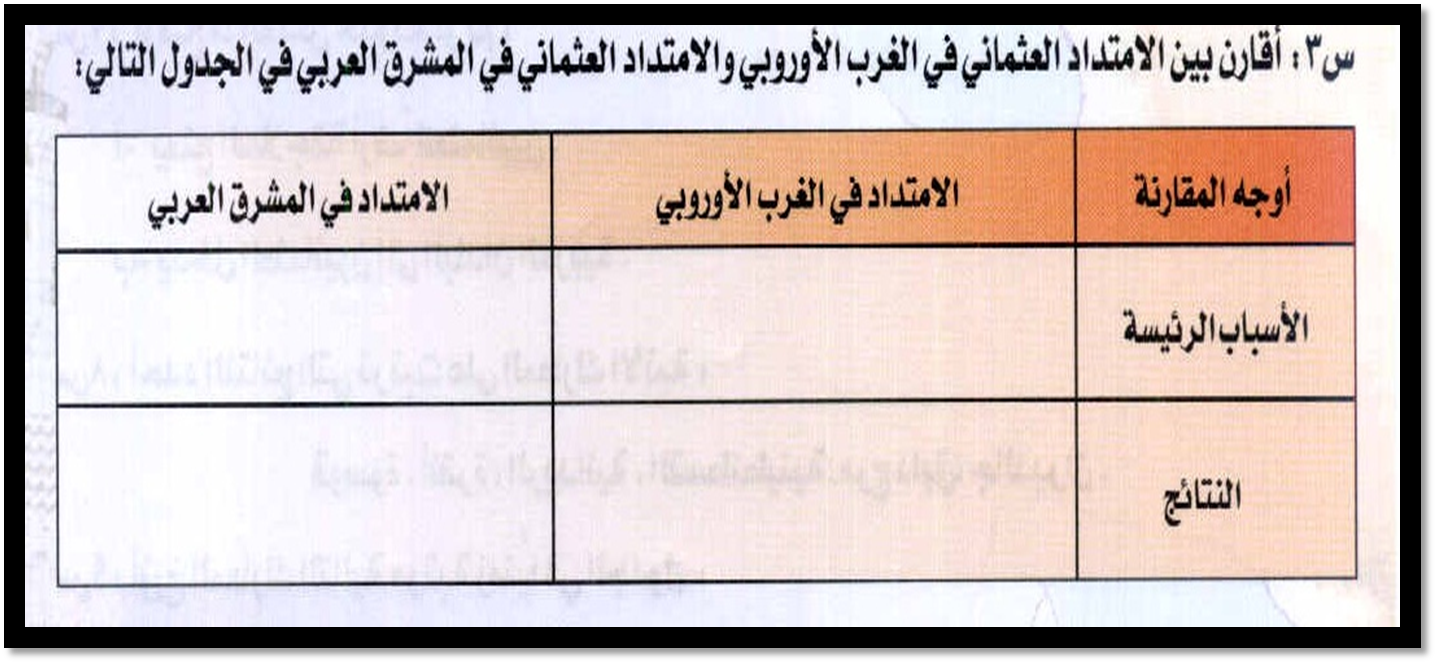 س٣: أقارن بين الامتداد العثماني في الغرب الأوروبي والامتداد العثماني في المشرق العربي في الجدول التالي:
أوجه المقارنة الامتداد في الغرب الأوروبي الامتداد في المشرق العربي
الأسباب الرئيسة
النتائج